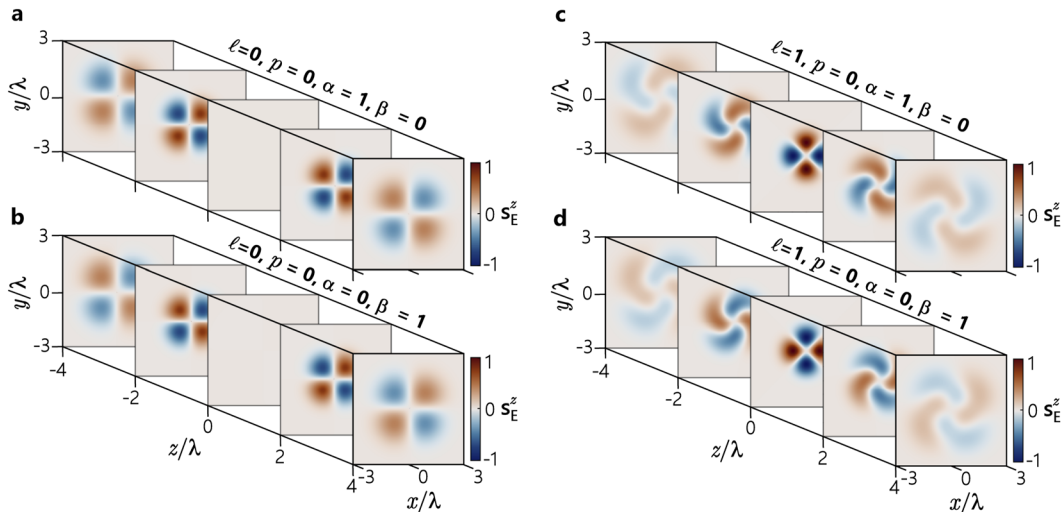 a
ℓ=0, p = 0, α = 1, β = 0
3
0
-3
y/λ
1
0
-1
s_E^z
b
ℓ=0, p = 0, α = 0, β = 1
3
0
-3
y/λ
-4
-2
0
2
4
z/λ
-3
0
3
x/λ
1
0
-1
s_E^z
c
ℓ=1, p = 0, α = 1, β = 0
3
0
-3
y/λ
1
0
-1
s_E^z
d
ℓ=1, p = 0, α = 0, β = 1
3
0
-3
y/λ
-4
-2
0
2
4
z/λ
-3
0
3
x/λ
1
0
-1
s_E^z